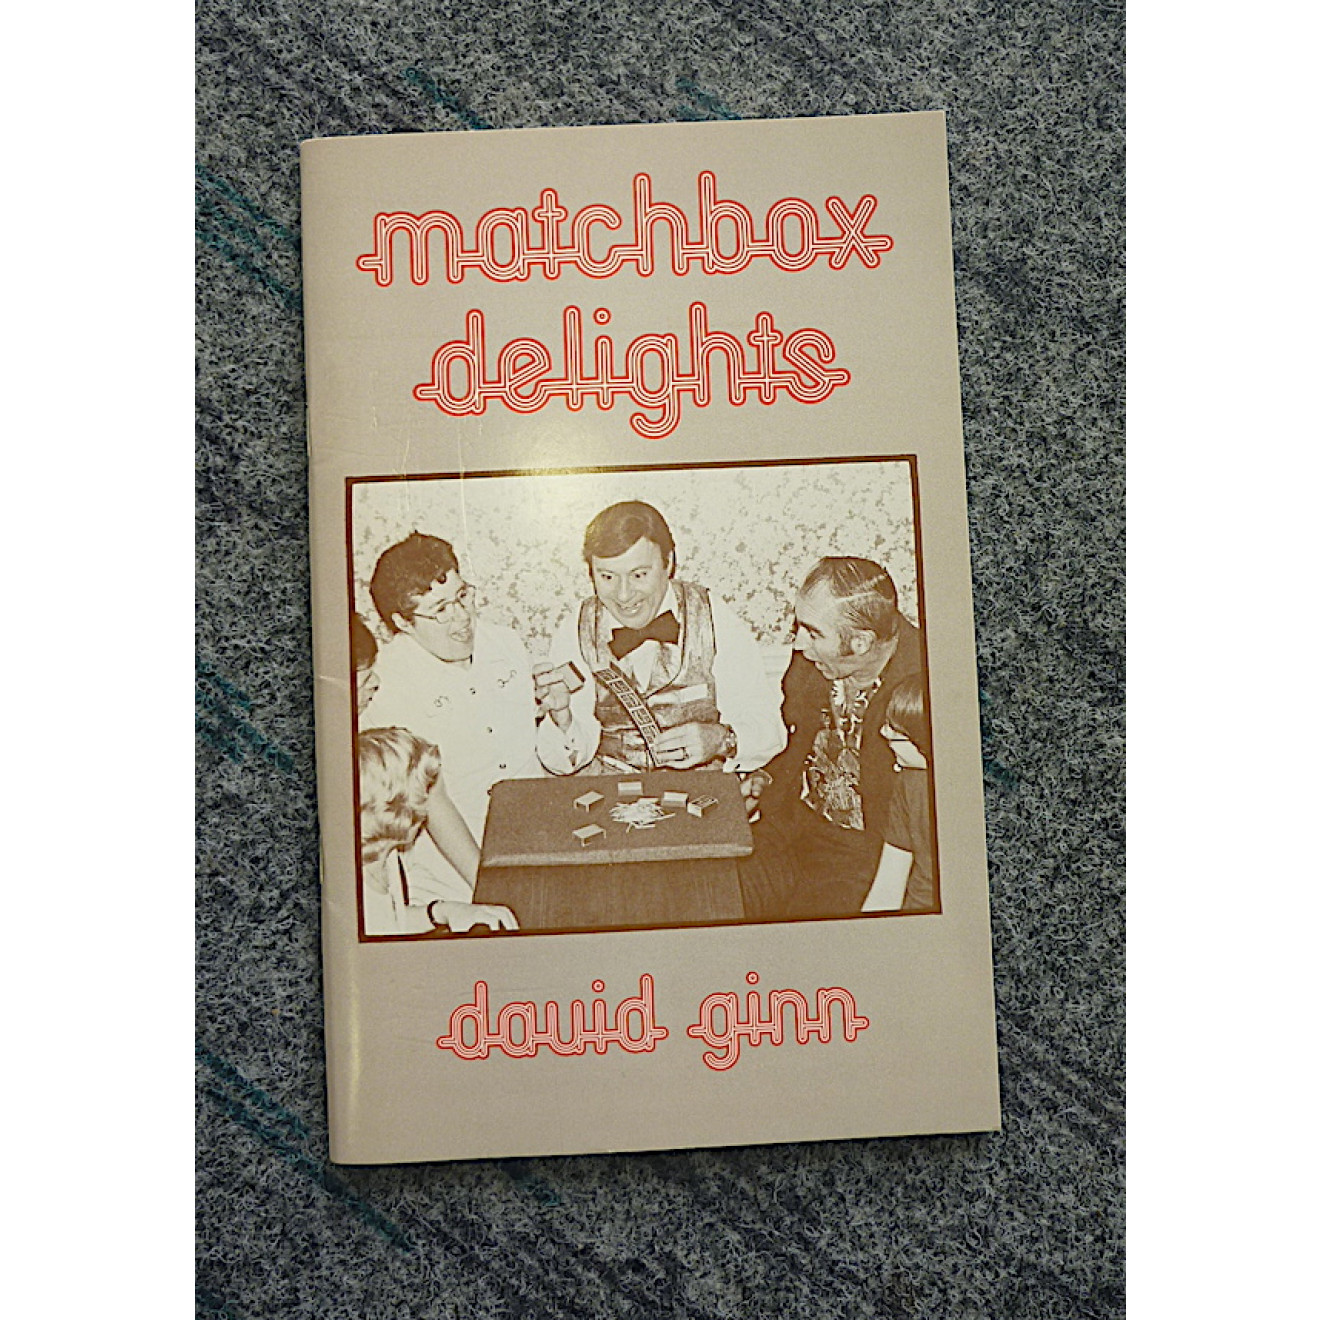 matchbox
delights
david ginn